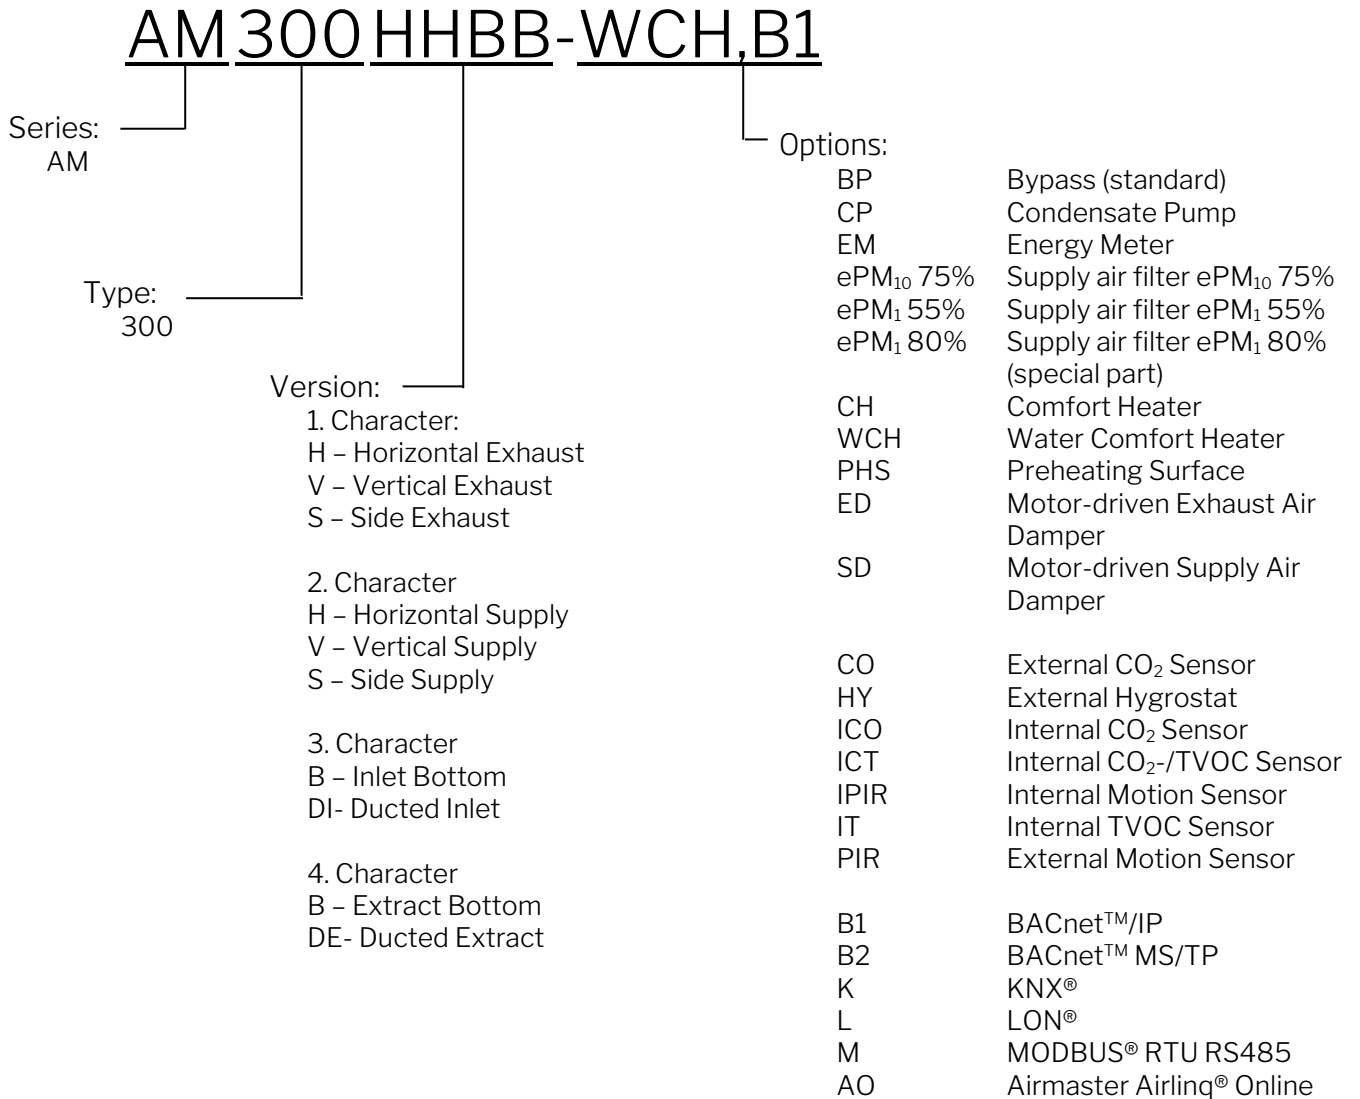 AM300HHBB-WCH,B1
Series:
AM
Type:
300
Version:
1. Character:
H – Horizontal Exhaust
V – Vertical Exhaust
S – Side Exhaust
2. Character
H – Horizontal Supply
V – Vertical Supply
S – Side Supply
3. Character
B – Inlet Bottom
DI- Ducted Inlet
4. Character
B – Extract Bottom
DE- Ducted Extract
Options:
BP Bypass (standard)
CP Condensate Pump
EM Energy Meter
ePM₁₀ 75% Supply air filter ePM₁₀ 75%
ePM₁ 55% Supply air filter ePM₁ 55%
ePM₁ 80% Supply air filter ePM₁ 80%
(special part)
CH Comfort Heater
WCH Water Comfort Heater
PHS Preheating Surface
ED Motor-driven Exhaust Air
Damper
SD Motor-driven Supply Air
Damper
CO External CO₂ Sensor
HY External Hygrostat
ICO Internal CO₂ Sensor
ICT Internal CO₂-/TVOC Sensor
IPIR Internal Motion Sensor
IT Internal TVOC Sensor
PIR External Motion Sensor
B1 BACnet™/IP
B2 BACnet™ MS/TP
K KNX®
L LON®
M MODBUS® RTU RS485
AO Airmaster Airlinq® Online